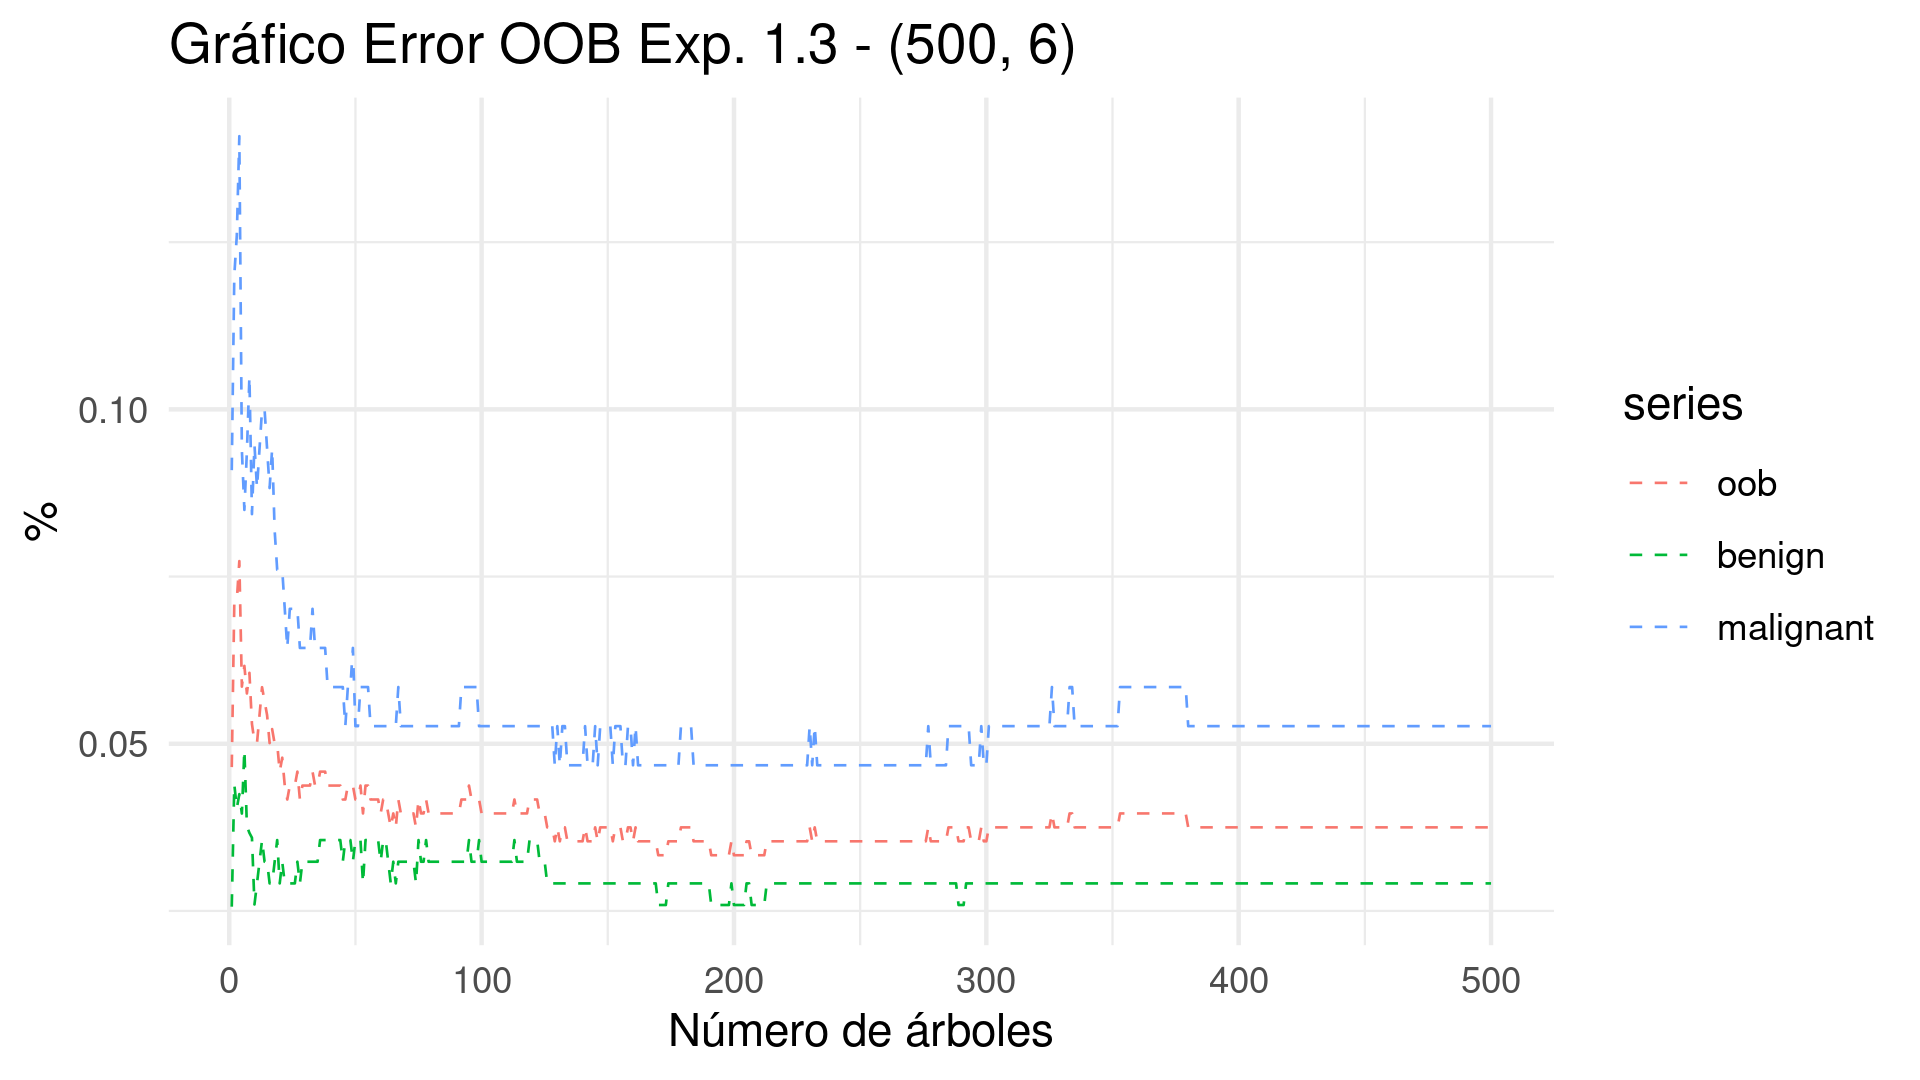 Gráfico Error OOB Exp. 1.3 - (500, 6)
%
0.10
0.05
0 100 200 300 400 500
Número de árboles
series
oob
benign
malignant